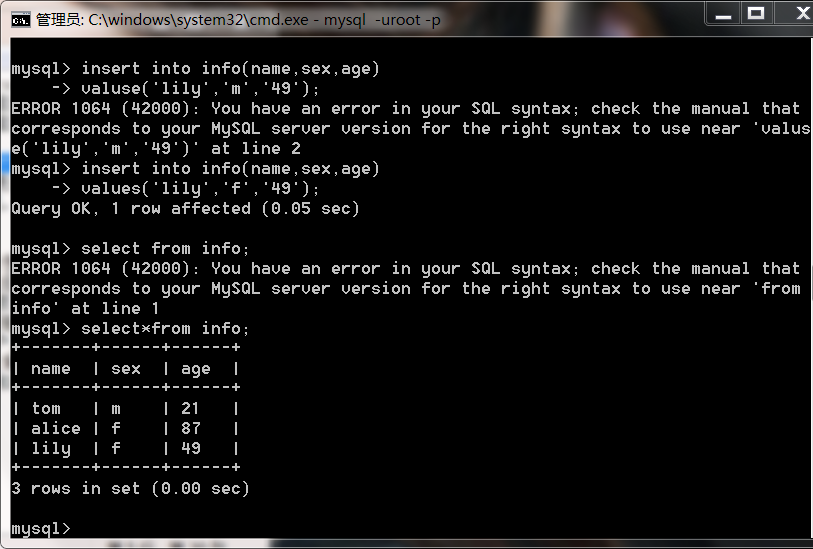 管理员: C:\windows\system32\cmd.exe - mysql  -uroot -p
mysql> insert into info(name,sex,age)
    -> valuse('lily','m','49');
ERROR 1064 (42000): You have an error in your SQL syntax; check the manual that
corresponds to your MySQL server version for the right syntax to use near 'valus
e('lily','m','49')' at line 2
mysql> insert into info(name,sex,age)
    -> values('lily','f','49');
Query OK, 1 row affected (0.05 sec)
mysql> select from info;
ERROR 1064 (42000): You have an error in your SQL syntax; check the manual that
corresponds to your MySQL server version for the right syntax to use near 'from
info' at line 1
mysql> select*from info;
+-------+------+------+
| name  | sex  | age  |
+-------+------+------+
| tom   | m    | 21   |
| alice | f    | 87   |
| lily  | f    | 49   |
+-------+------+------+
3 rows in set (0.00 sec)
mysql>